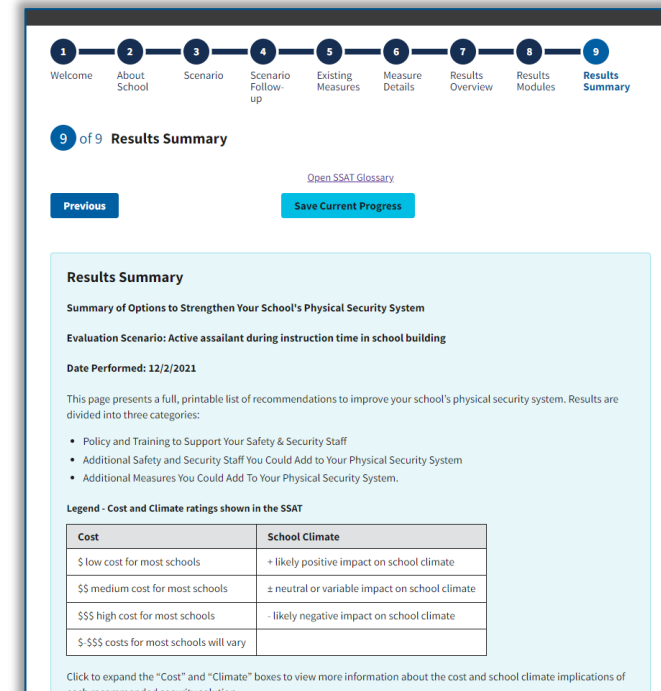 1 2 3 4 5 6 7 8 9
Welcome About Scenario Scenario Existing Measure Results Results Results
School Follow- Measures Details Overview Modules Summary
up
9 of 9 Results Summary
Open SSAT Glossary
Previous Save Current Progress
Results Summary
Summary of Options to Strengthen Your School's Physical Security System
Evaluation Scenario: Active assailant during instruction time in school building
Date Performed: 12/2/2021
This page presents a full, printable list of recommendations to improve your school's physical security system. Results are
divided into three categories:
• Policy and Training to Support Your Safety & Security Staff
• Additional Safety and Security Staff You Could Add to Your Physical Security System
• Additional Measures You Could Add To Your Physical Security System.
Legend - Cost and Climate ratings shown in the SSAT
Cost School Climate
$ low cost for most schools + likely positive impact on school climate
$$ medium cost for most schools ± neutral or variable impact on school climate
$$$ high cost for most schools - likely negative impact on school climate
$-$$$ costs for most schools will vary
Click to expand the “Cost” and “Climate” boxes to view more information about the cost and school climate implications of